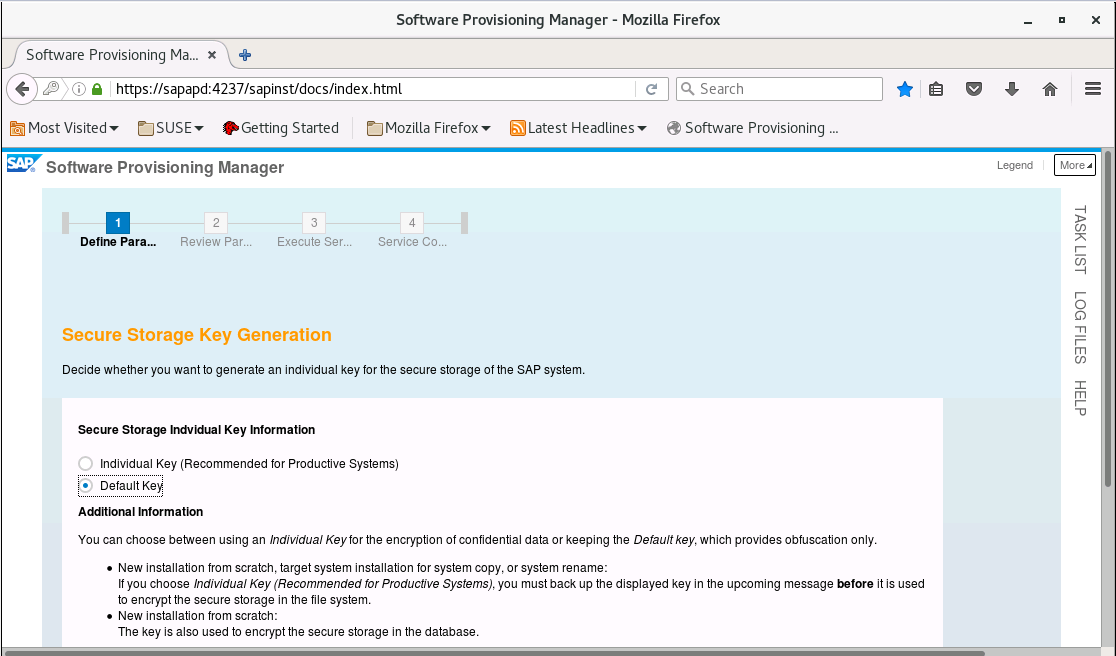 Software Provisioning Manager - Mozilla Firefox
Software Provisioning Ma...
https://sapapd:4237/sapinst/docs/index.html
Search
Most Visited
SUSE
Getting Started
Mozilla Firefox
Latest Headlines
Software Provisioning ...
SAP
Software Provisioning Manager
Legend
More
1
2
3
4
Define Para...
Review Par...
Execute Ser...
Service Co...
TASK LIST
LOG FILES
HELP
Secure Storage Key Generation
Decide whether you want to generate an individual key for the secure storage of the SAP system.
Secure Storage Indvidual Key Information
Individual Key (Recommended for Productive Systems)
Default Key
Additional Information
You can choose between using an Individual Key for the encryption of confidential data or keeping the Default key, which provides obfuscation only.
• New installation from scratch, target system installation for system copy, or system rename:
If you choose Individual Key (Recommended for Productive Systems), you must back up the displayed key in the upcoming message before it is used
to encrypt the secure storage in the file system.
• New installation from scratch:
The key is also used to encrypt the secure storage in the database.